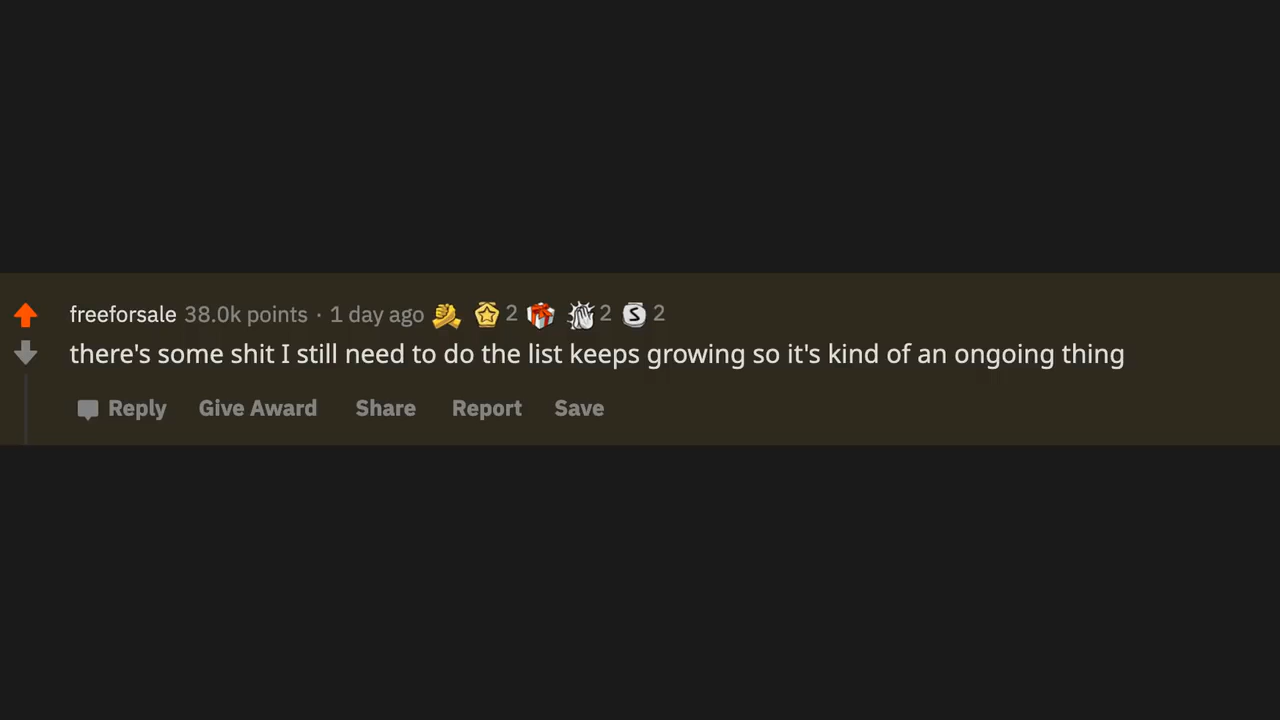 freeforsale 38.0k points · 1 day ago 2 2 S 2
there's some shit I still need to do the list keeps growing so it's kind of an ongoing thing
Reply Give Award Share Report Save